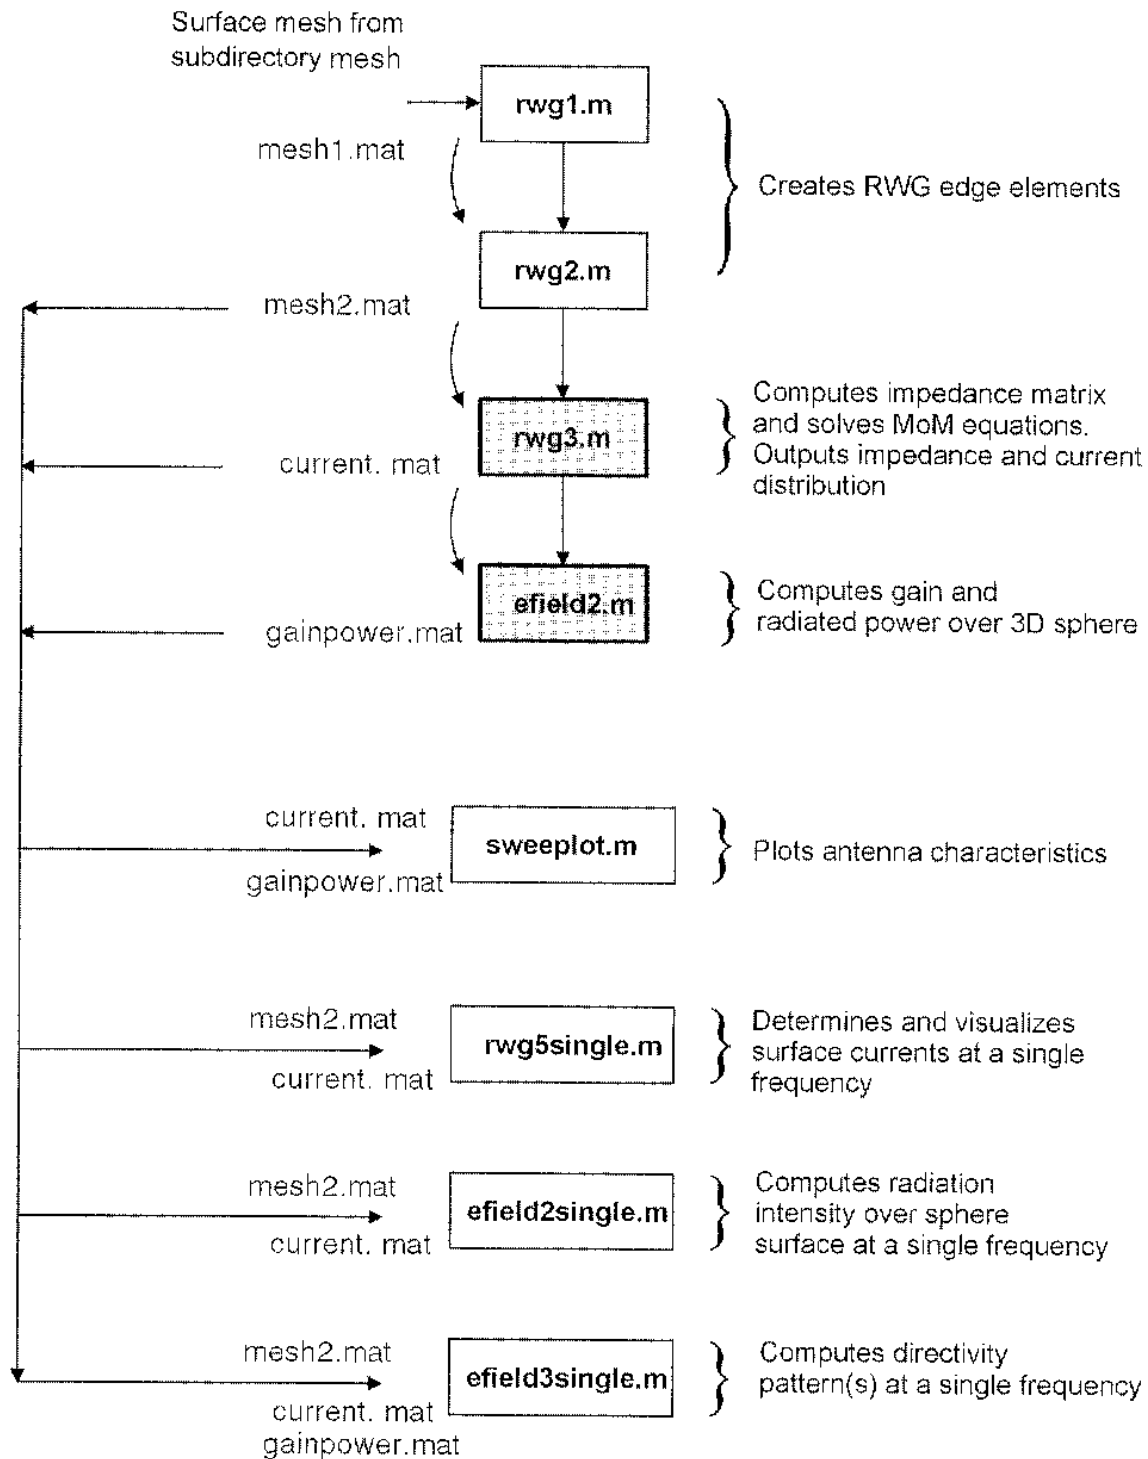 Surface mesh from
subdirectory mesh
rwg1.m
mesh1.mat
Creates RWG edge elements
rwg2.m
mesh2.mat
Computes impedance matrix
and solves MoM equations.
Outputs impedance and current
distribution
rwg3.m
current. mat
Computes gain and
radiated power over 3D sphere
efield2.m
gainpower.mat
current. mat
sweeplot.m
gainpower.mat
Plots antenna characteristics
mesh2.mat
rwg5single.m
current. mat
Determines and visualizes
surface currents at a single
frequency
mesh2.mat
efield2single.m
current. mat
Computes radiation
intensity over sphere
surface at a single frequency
mesh2.mat
efield3single.m
current. mat
gainpower.mat
Computes directivity
pattern(s) at a single frequency